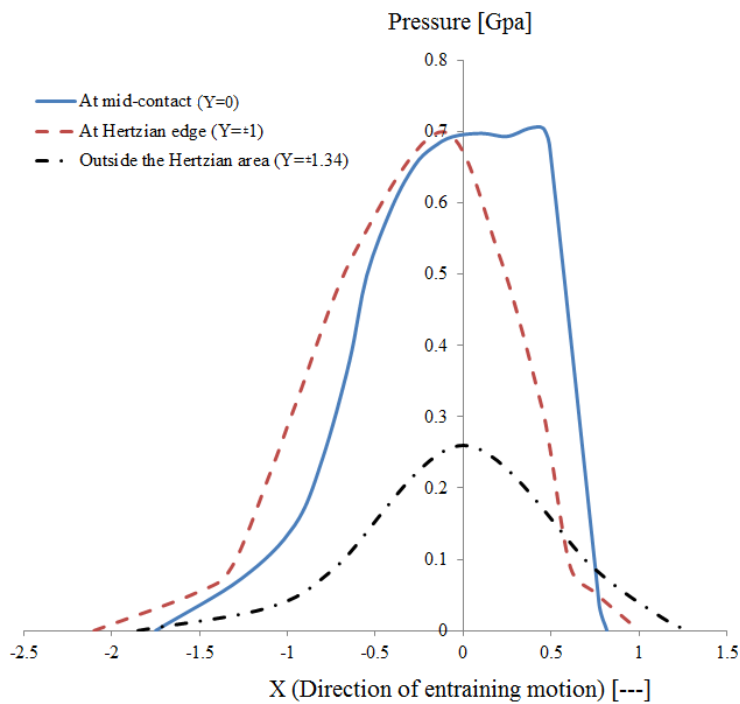 Pressure [Gpa]
0.8
At mid-contact (Y=0)
At Hertzian edge (Y=±1)
0.7
Outside the Hertzian area (Y=±1.34)
0.6
0.5
0.4
0.3
0.2
0.1
0
-2.5 -2 -1.5 -1 -0.5 0 0.5 1 1.5
X (Direction of entraining motion) [---]